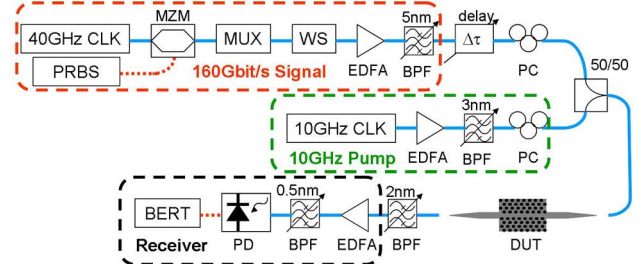 MZM
5nm
delay
40GHz CLK
MUX
WS
Δτ
PRBS
160Gbit/s Signal
EDFA
BPF
PC
50/50
3nm
10GHz CLK
10GHz Pump
EDFA
BPF
PC
0.5nm
2nm
BERT
Receiver
PD
BPF
EDFA
BPF
DUT